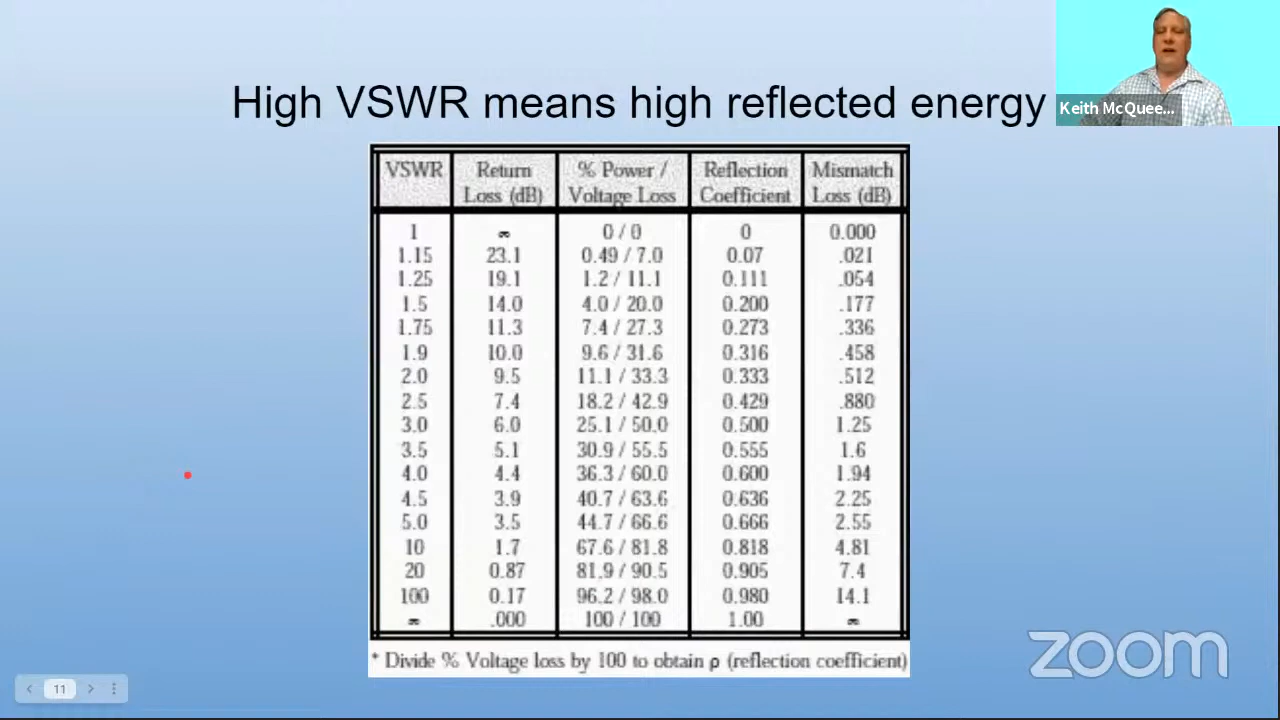 High VSWR means high reflected energy
Keith McQuee...
VSWR Return Loss (dB) % Power / Voltage Loss Reflection Coefficient Mismatch Loss (dB)
1 ∞ 0 / 0 0 0.000
1.15 23.1 0.49 / 7.0 0.07 .021
1.25 19.1 1.2 / 11.1 0.111 .054
1.5 14.0 4.0 / 20.0 0.200 .177
1.75 11.3 7.4 / 27.3 0.273 .336
1.9 10.0 9.6 / 31.6 0.316 .458
2.0 9.5 11.1 / 33.3 0.333 .512
2.5 7.4 18.2 / 42.9 0.429 .880
3.0 6.0 25.1 / 50.0 0.500 1.25
3.5 5.1 30.9 / 55.5 0.555 1.6
4.0 4.4 36.3 / 60.0 0.600 1.94
4.5 3.9 40.7 / 63.6 0.636 2.25
5.0 3.5 44.7 / 66.6 0.666 2.55
10 1.7 67.6 / 81.8 0.818 4.81
20 0.87 81.9 / 90.5 0.905 7.4
100 0.17 96.2 / 98.0 0.980 14.1
∞ .000 100 / 100 1.00 ∞
* Divide % Voltage loss by 100 to obtain ρ (reflection coefficient)
zoom
11